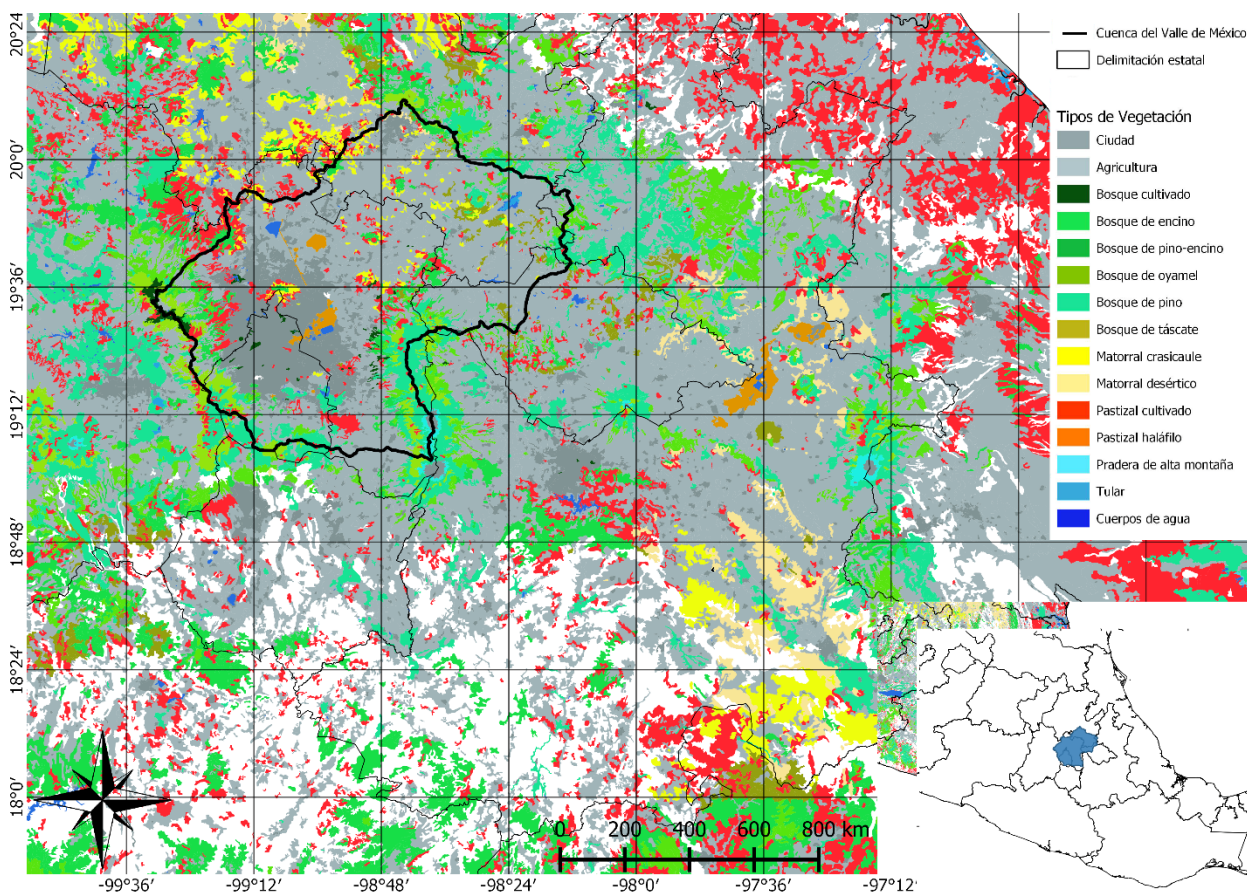 20°24'
20°0'
19°36'
19°12'
18°48'
18°24'
18°0'
Cuenca del Valle de México
Delimitación estatal
Tipos de Vegetación
Ciudad
Agricultura
Bosque cultivado
Bosque de encino
Bosque de pino-encino
Bosque de oyamel
Bosque de pino
Bosque de táscate
Matorral crasicaule
Matorral desértico
Pastizal cultivado
Pastizal haláfilo
Pradera de alta montaña
Tular
Cuerpos de agua
0 200 400 600 800 km
-99°36' -99°12' -98°48' -98°24' -98°0' -97°36' -97°12'